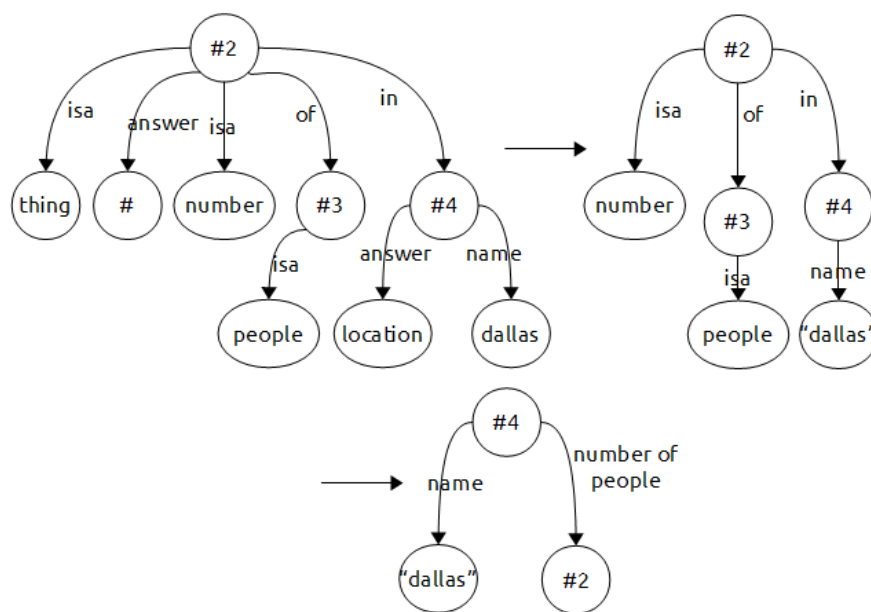 #2
isa
answer
isa
of
in
thing
#
number
#3
#4
isa
answer
name
people
location
dallas
#2
isa
of
in
number
#3
#4
isa
name
people
“dallas”
#4
name
number of
people
“dallas”
#2